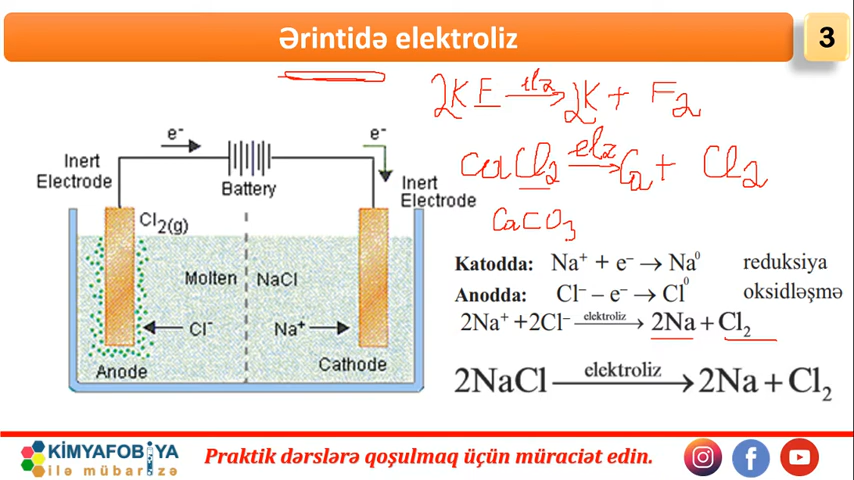 Ərintidə elektroliz
3
2KF elz 2K + F2
CaCl2 elz Ca + Cl2
CaCO3
e-
e-
Inert
Electrode
Battery
Inert
Electrode
Cl2(g)
Molten NaCl
Cl-
Na+
Anode
Cathode
Katodda: Na⁺ + e⁻ → Na⁰ reduksiya
Anodda: Cl⁻ – e⁻ → Cl⁰ oksidləşmə
2Na⁺ +2Cl⁻ elektroliz → 2Na + Cl₂
2NaCl elektroliz → 2Na + Cl₂
KİMYAFOBİYA
ilə mübarizə
Praktik dərslərə qoşulmaq üçün müraciət edin.